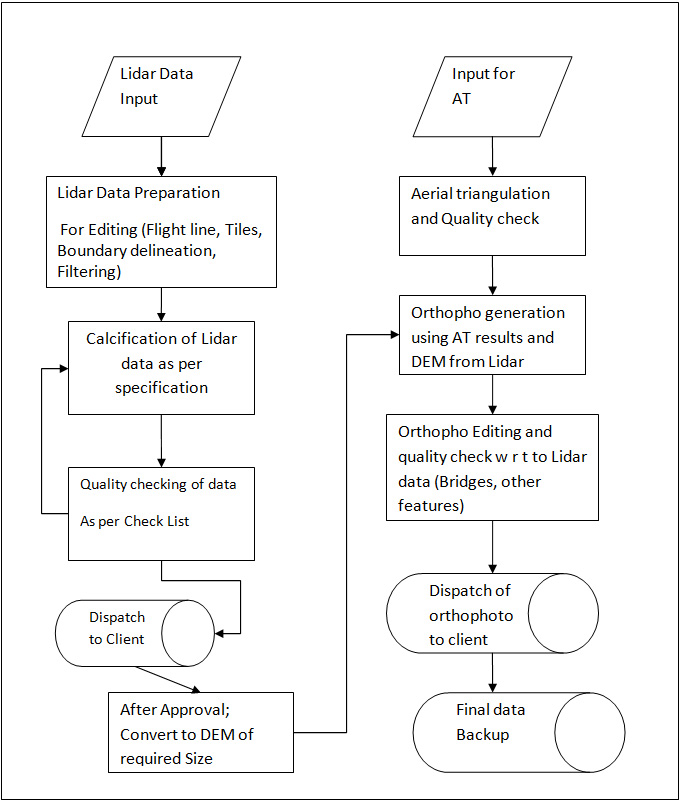 Lidar Data
Input
Lidar Data Preparation
For Editing (Flight line, Tiles,
Boundary delineation,
Filtering)
Calcification of Lidar
data as per
specification
Quality checking of data
As per Check List
Dispatch
to Client
After Approval;
Convert to DEM of
required Size
Input for
AT
Aerial triangulation
and Quality check
Orthopho generation
using AT results and
DEM from Lidar
Orthopho Editing and
quality check w r t to Lidar
data (Bridges, other
features)
Dispatch of
orthophoto
to client
Final data
Backup